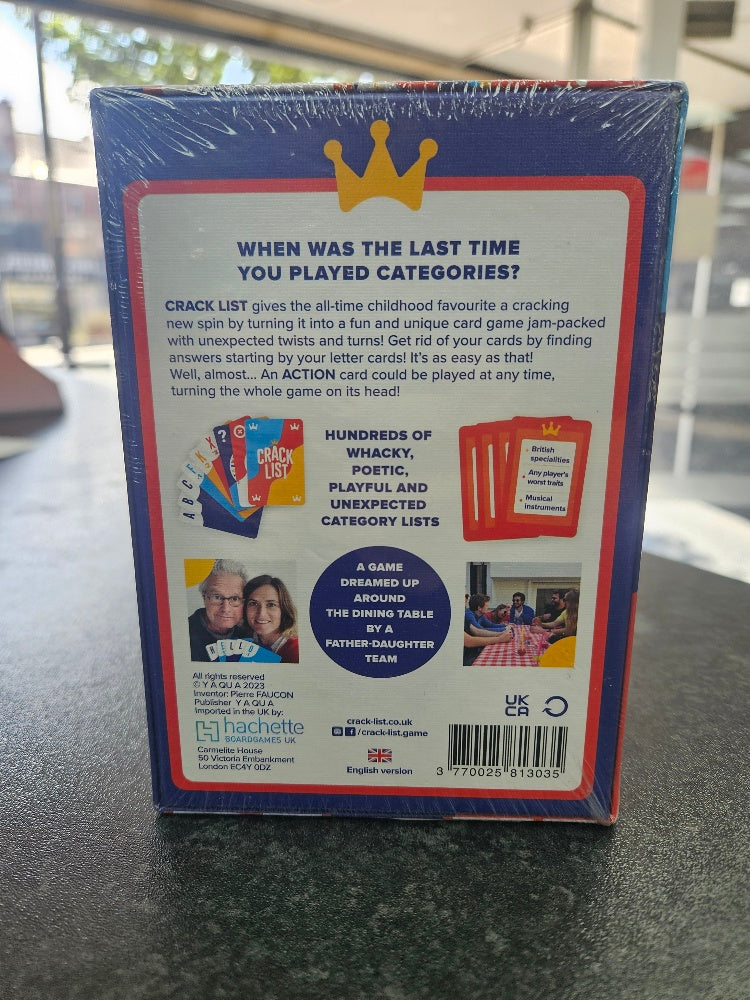 WHEN WAS THE LAST TIME
YOU PLAYED CATEGORIES?
CRACK LIST gives the all-time childhood favourite a cracking
new spin by turning it into a fun and unique card game jam-packed
with unexpected twists and turns! Get rid of your cards by finding
answers starting by your letter cards! It's as easy as that!
Well, almost... An ACTION card could be played at any time,
turning the whole game on its head!
A B C F M K ?
CRACK
LIST
HUNDREDS OF
WHACKY,
POETIC,
PLAYFUL AND
UNEXPECTED
CATEGORY LISTS
British
specialities
Any player's
worst traits
Musical
instruments
HELLO
A GAME
DREAMED UP
AROUND
THE DINING TABLE
BY A
FATHER-DAUGHTER
TEAM
All rights reserved
© Y A QU A 2023
Inventor: Pierre FAUCON
Publisher Y A QU A
Imported in the UK by:
hachette
BOARDGAMES UK
Carmelite House
50 Victoria Embankment
London EC4Y 0DZ
crack-list.co.uk
/crack-list.game
English version
UK
CA
3 770025 813035